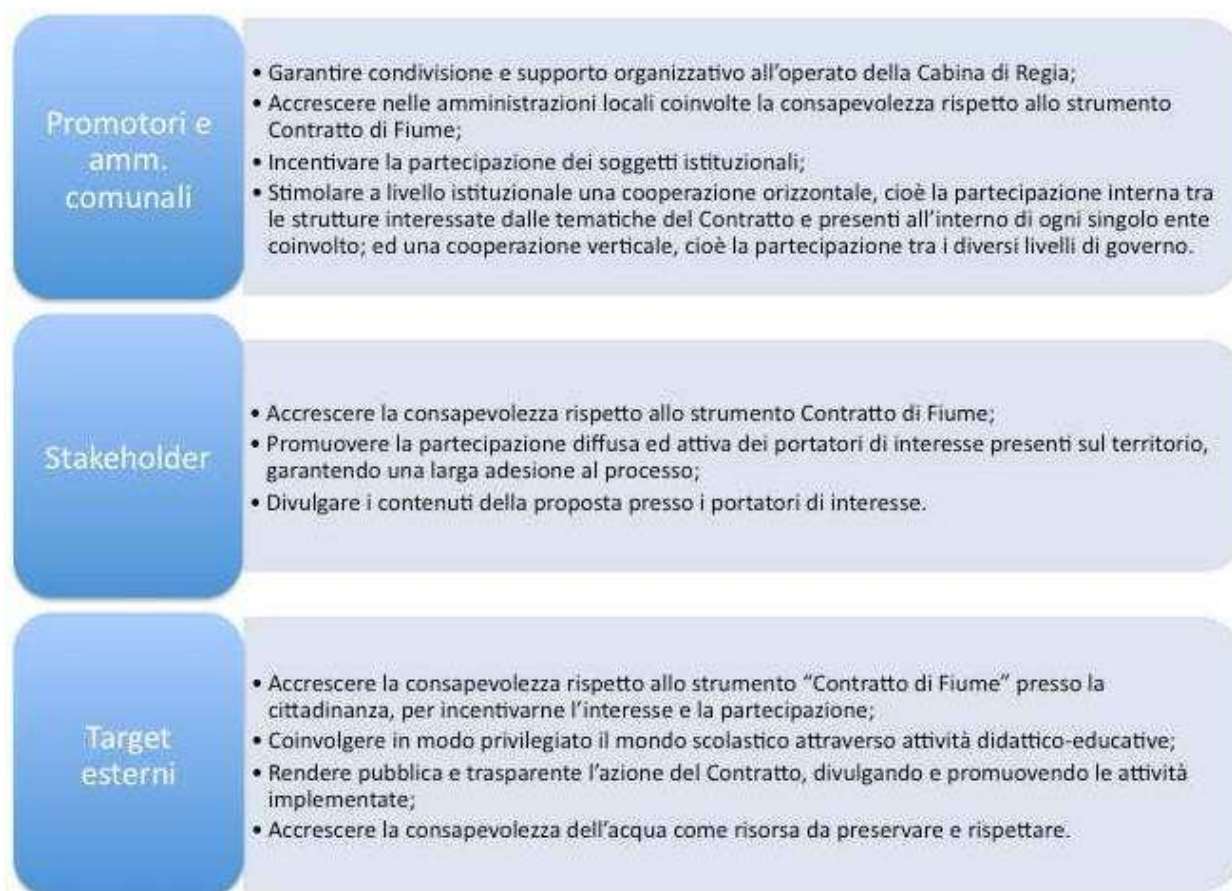 Promotori e
amm.
comunali
• Garantire condivisione e supporto organizzativo all'operato della Cabina di Regia;
• Accrescere nelle amministrazioni locali coinvolte la consapevolezza rispetto allo strumento
Contratto di Fiume;
• Incentivare la partecipazione dei soggetti istituzionali;
• Stimolare a livello istituzionale una cooperazione orizzontale, cioè la partecipazione interna tra
le strutture interessate dalle tematiche del Contratto e presenti all'interno di ogni singolo ente
coinvolto; ed una cooperazione verticale, cioè la partecipazione tra i diversi livelli di governo.
Stakeholder
• Accrescere la consapevolezza rispetto allo strumento Contratto di Fiume;
• Promuovere la partecipazione diffusa ed attiva dei portatori di interesse presenti sul territorio,
garantendo una larga adesione al processo;
• Divulgare i contenuti della proposta presso i portatori di interesse.
Target
esterni
• Accrescere la consapevolezza rispetto allo strumento “Contratto di Fiume” presso la
cittadinanza, per incentivarne l'interesse e la partecipazione;
• Coinvolgere in modo privilegiato il mondo scolastico attraverso attività didattico-educative;
• Rendere pubblica e trasparente l'azione del Contratto, divulgando e promuovendo le attività
implementate;
• Accrescere la consapevolezza dell'acqua come risorsa da preservare e rispettare.